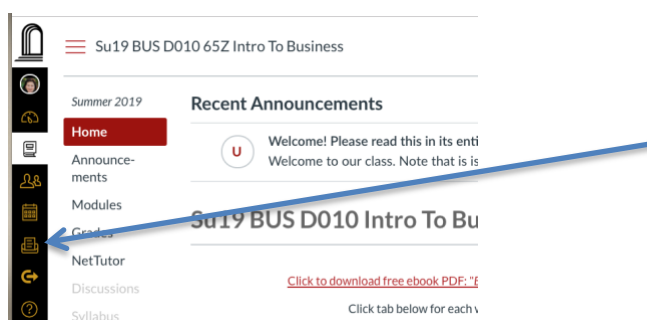 Su19 BUS D010 65Z Intro To Business
Summer 2019
Home
Announce-
ments
Modules
Grades
NetTutor
Discussions
Syllabus
Recent Announcements
U
Welcome! Please read this in its enti
Welcome to our class. Note that is is
Su19 BUS D010 Intro To Bu
Click to download free ebook PDF: "B
Click tab below for each w
?